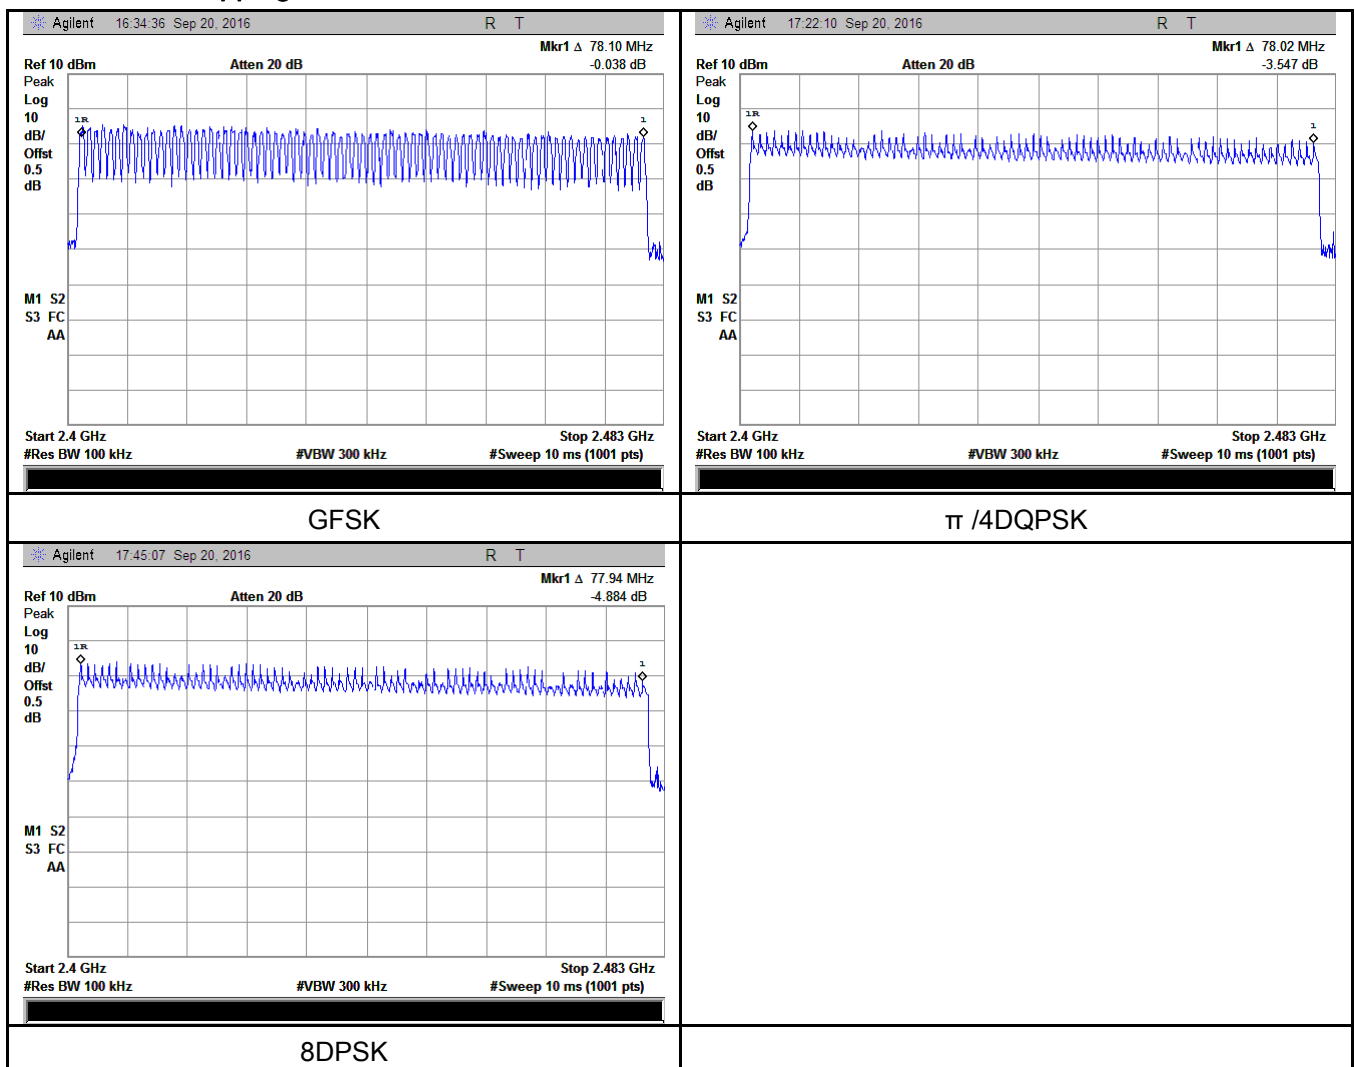 Agilent 16:34:36 Sep 20, 2016 R T
Mkr1 Δ 78.10 MHz
Ref 10 dBm Atten 20 dB -0.038 dB
Peak
Log
10
dB/
Offst
0.5
dB
1R
1
M1 S2
S3 FC
AA
Start 2.4 GHz Stop 2.483 GHz
#Res BW 100 kHz #VBW 300 kHz #Sweep 10 ms (1001 pts)
GFSK
Agilent 17:22:10 Sep 20, 2016 R T
Mkr1 Δ 78.02 MHz
Ref 10 dBm Atten 20 dB -3.547 dB
Peak
Log
10
dB/
Offst
0.5
dB
1R
1
M1 S2
S3 FC
AA
Start 2.4 GHz Stop 2.483 GHz
#Res BW 100 kHz #VBW 300 kHz #Sweep 10 ms (1001 pts)
π /4DQPSK
Agilent 17:45:07 Sep 20, 2016 R T
Mkr1 Δ 77.94 MHz
Ref 10 dBm Atten 20 dB -4.884 dB
Peak
Log
10
dB/
Offst
0.5
dB
1R
1
M1 S2
S3 FC
AA
Start 2.4 GHz Stop 2.483 GHz
#Res BW 100 kHz #VBW 300 kHz #Sweep 10 ms (1001 pts)
8DPSK